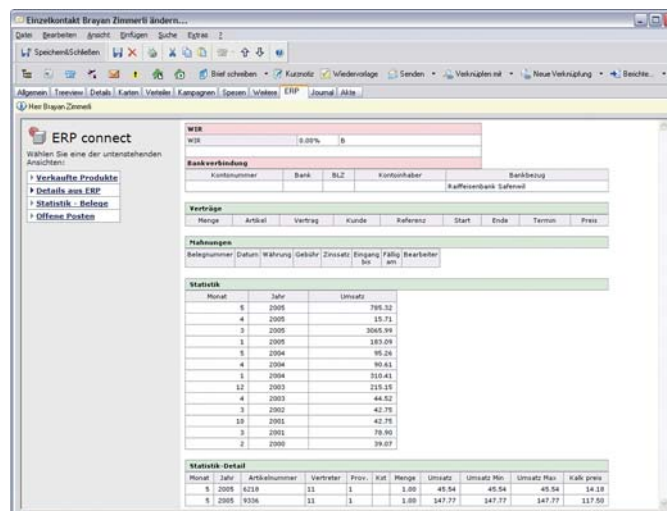 Einzelkontakt Brayan Zimmerli ändern...
Datei Bearbeiten Ansicht Einfügen Suche Extras ?
Speichern&Schließen
Brief schreiben Kurznotiz Wiedervorlage Senden Verknüpfen mit Neue Verknüpfung Berichte...
Allgemein Treeview Details Karten Verteiler Kampagnen Spesen Weitere ERP Journal Akte
Herr Brayan Zimmerli
ERP connect
Wählen Sie eine der untenstehenden
Ansichten:
Verkaufte Produkte
Details aus ERP
Statistik - Belege
Offene Posten
WIR
WIR 0.00% B
Bankverbindung
Kontonummer Bank BLZ Kontoinhaber Bankbezug
Raiffeisenbank Safenwil
Verträge
Menge Artikel Vertrag Kunde Referenz Start Ende Termin Preis
Mahnungen
Belegnummer Datum Währung Gebühr Zinssatz Eingang bis Fällig am Bearbeiter
Statistik
Monat Jahr Umsatz
5 2005 785.32
4 2005 15.71
3 2005 3065.99
1 2005 183.09
5 2004 95.26
4 2004 90.61
1 2004 310.41
12 2003 215.15
4 2003 44.52
3 2002 42.75
10 2001 42.75
3 2001 78.90
2 2000 39.07
Statistik-Detail
Monat Jahr Artikelnummer Vertreter Prov. Kst Menge Umsatz Umsatz Min Umsatz Max Kalk preis
5 2005 6218 11 1 1.00 45.54 45.54 45.54 14.18
5 2005 9336 11 1 1.00 147.77 147.77 147.77 117.50